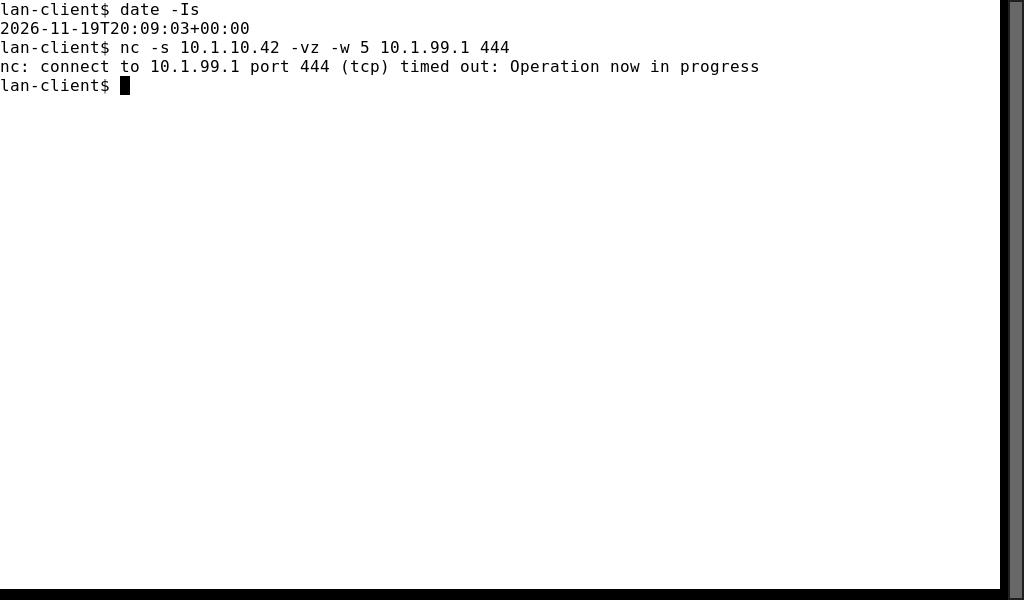 lan-client$ date -Is
2026-11-19T20:09:03+00:00
lan-client$ nc -s 10.1.10.42 -vz -w 5 10.1.99.1 444
nc: connect to 10.1.99.1 port 444 (tcp) timed out: Operation now in progress
lan-client$